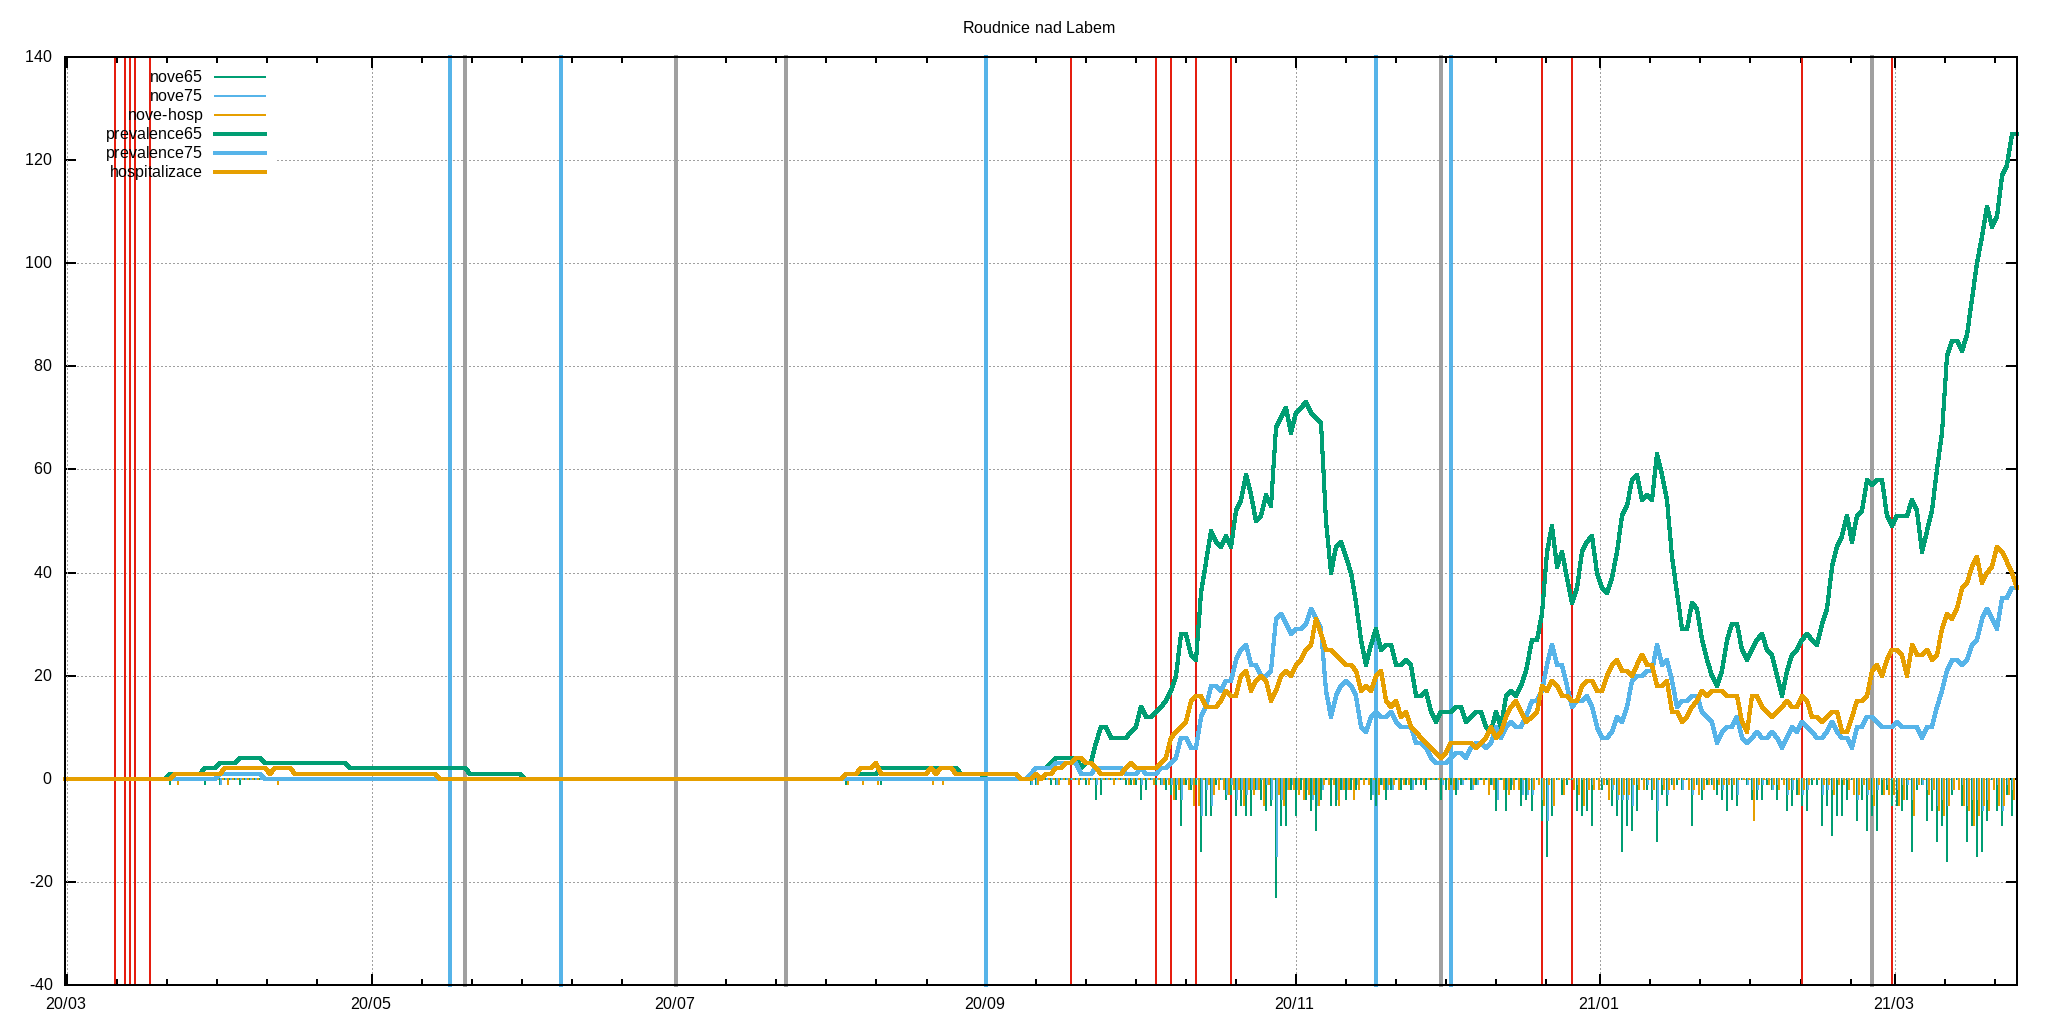 Roudnice nad Labem
140
120
100
80
60
40
20
0
-20
-40
nove65
nove75
nove-hosp
prevalence65
prevalence75
hospitalizace
20/03 20/05 20/07 20/09 20/11 21/01 21/03